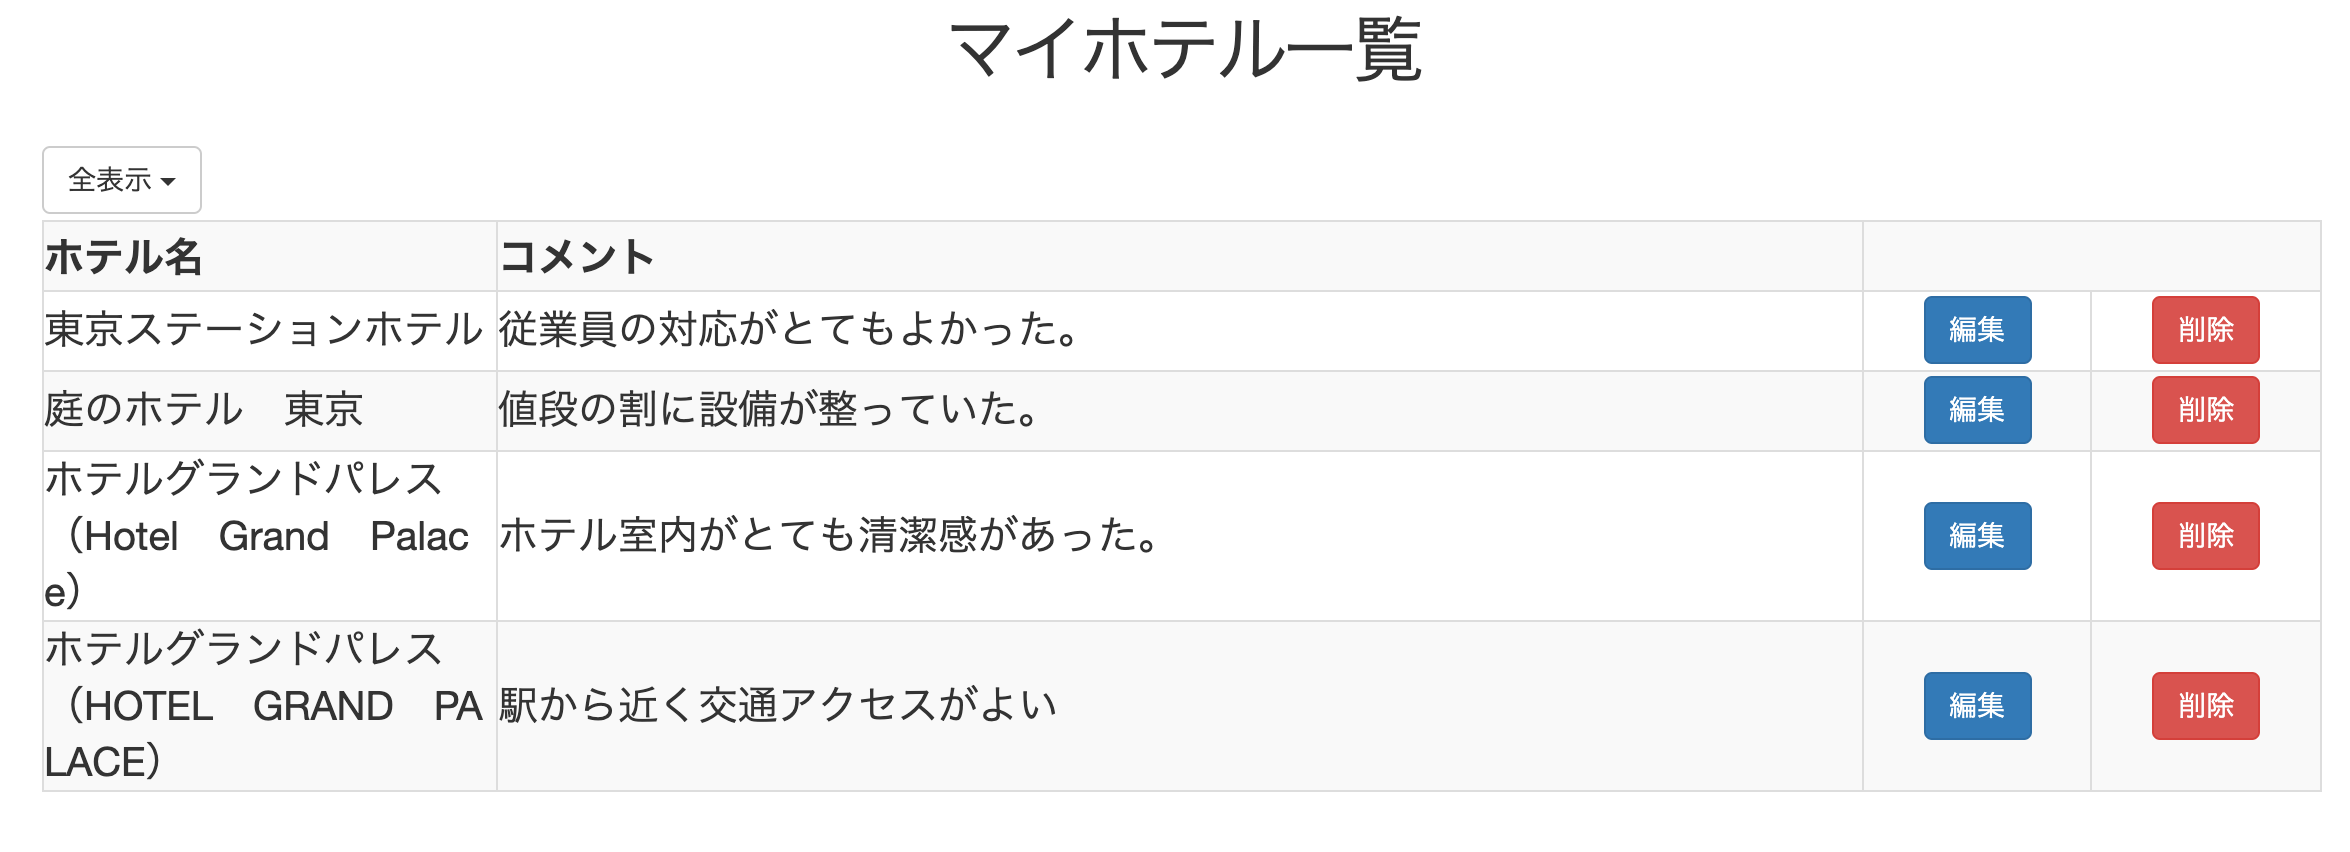 マイホテル一覧
全表示
ホテル名 コメント
東京ステーションホテル 従業員の対応がとてもよかった。 編集 削除
庭のホテル　東京 値段の割に設備が整っていた。 編集 削除
ホテルグランドパレス
（Hotel　Grand　Palac
e）
ホテル室内がとても清潔感があった。 編集 削除
ホテルグランドパレス
（HOTEL　GRAND　PA
LACE）
駅から近く交通アクセスがよい 編集 削除